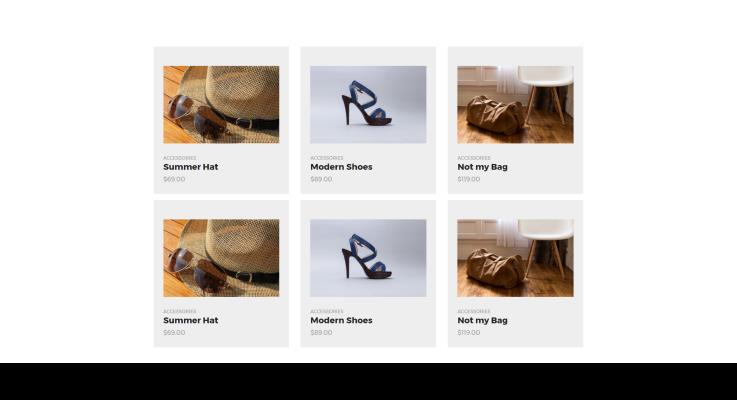 ACCESSORIES
Summer Hat
$69.00
ACCESSORIES
Modern Shoes
$89.00
ACCESSORIES
Not my Bag
$119.00
ACCESSORIES
Summer Hat
$69.00
ACCESSORIES
Modern Shoes
$89.00
ACCESSORIES
Not my Bag
$119.00